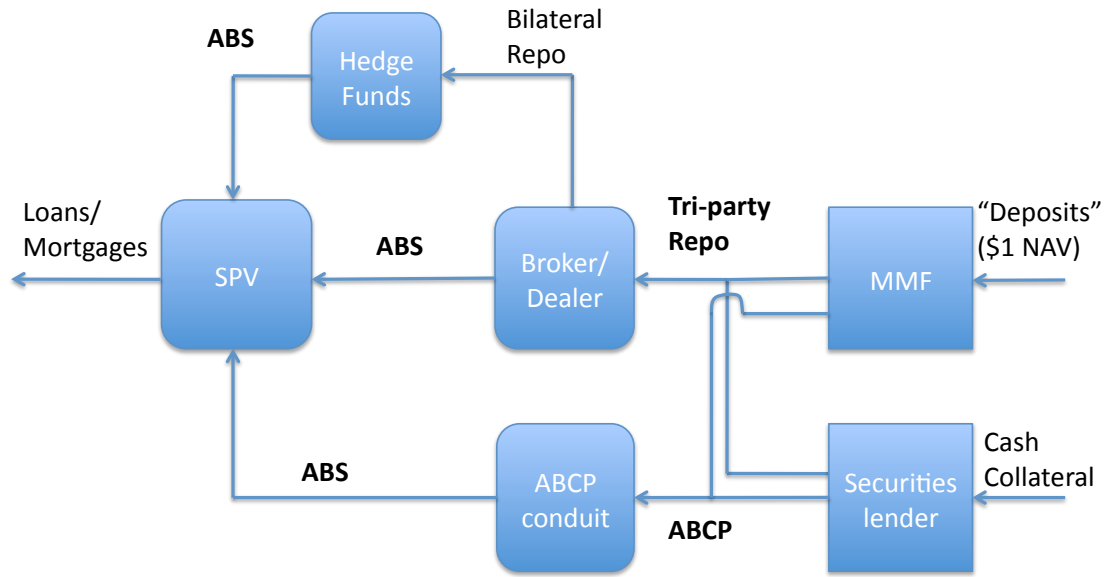 ABS
Hedge
Funds
Bilateral
Repo
Loans/
Mortgages
SPV
ABS
Broker/
Dealer
Tri-party
Repo
MMF
“Deposits”
($1 NAV)
ABS
ABCP
conduit
ABCP
Securities
lender
Cash
Collateral